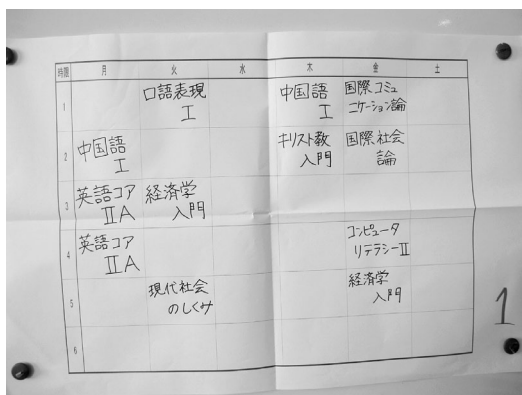 時限 月 火 水 木 金 土
1 口語表現 中国語 国際コミュ
I I ニケーション論
2 中国語 キリスト教 国際社会
I 入門 論
3 英語コア 経済学
ⅡA 入門
4 英語コア コンピュータ
ⅡA リテラシーⅡ
5 現代社会 経済学
のしくみ 入門
6
1